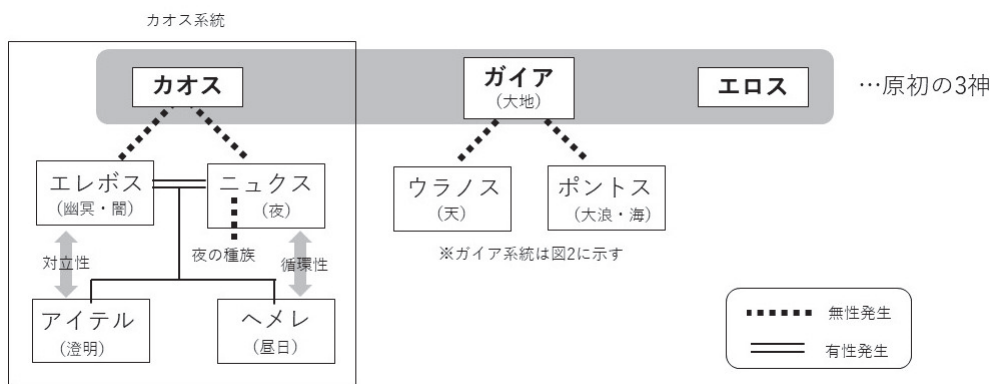 カオス系統
カオス
ガイア
(大地)
エロス
…原初の3神
エレボス
(幽冥・闇)
ニュクス
(夜)
ウラノス
(天)
ポントス
(大浪・海)
対立性
夜の種族
循環性
※ガイア系統は図2に示す
アイテル
(澄明)
ヘメレ
(昼日)
無性発生
有性発生